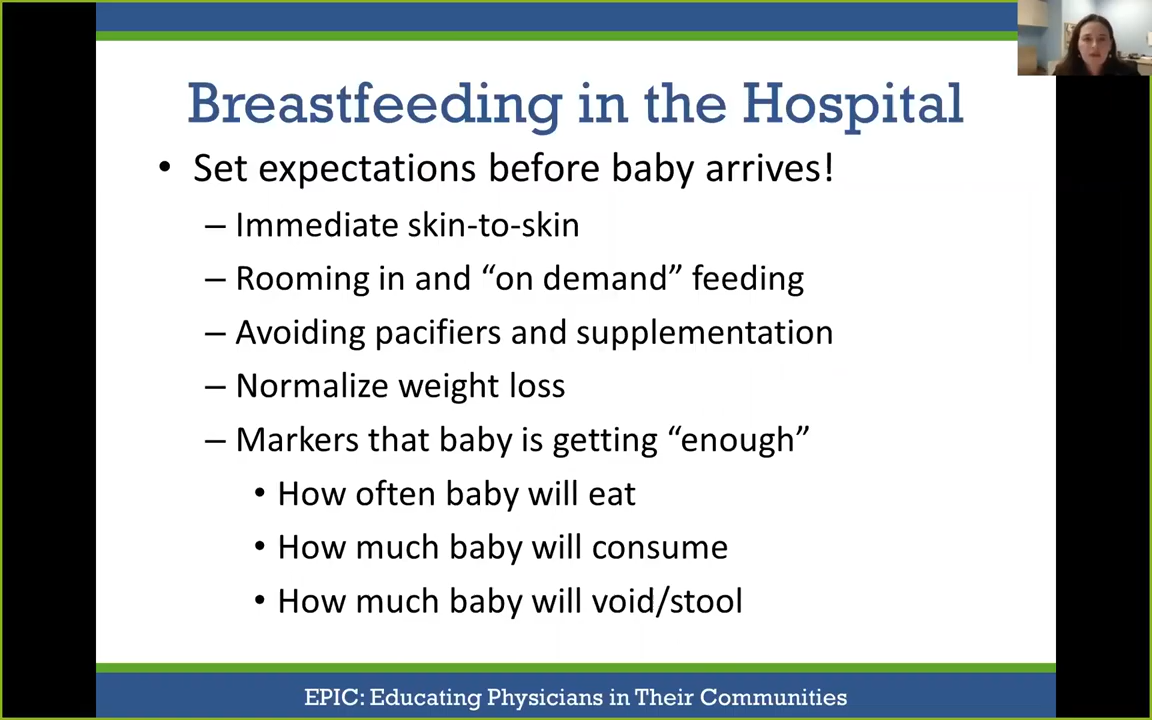 Breastfeeding in the Hospital
• Set expectations before baby arrives!
– Immediate skin-to-skin
– Rooming in and “on demand” feeding
– Avoiding pacifiers and supplementation
– Normalize weight loss
– Markers that baby is getting “enough”
• How often baby will eat
• How much baby will consume
• How much baby will void/stool
EPIC: Educating Physicians in Their Communities